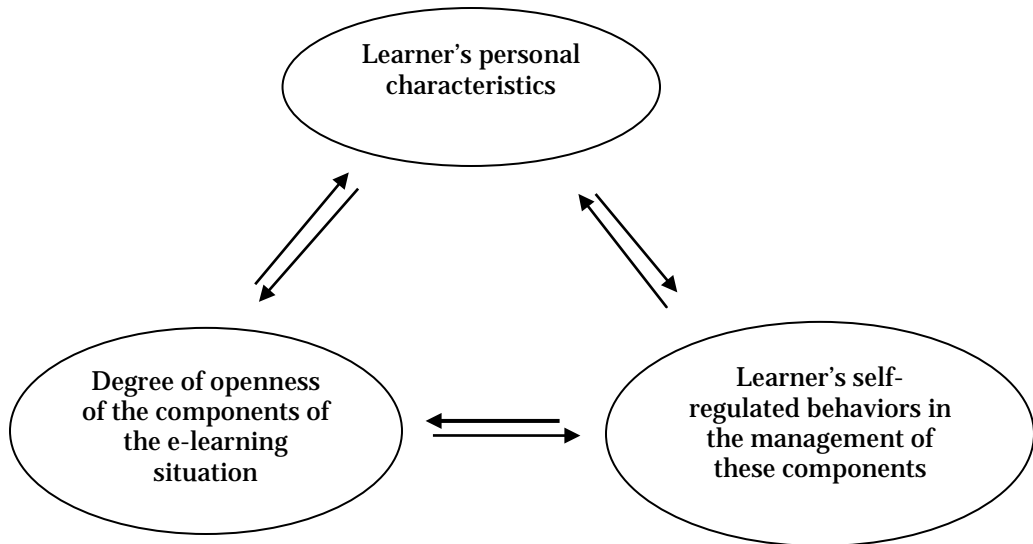 Learner’s personal
characteristics
Degree of openness
of the components of
the e-learning
situation
Learner’s self-
regulated behaviors in
the management of
these components